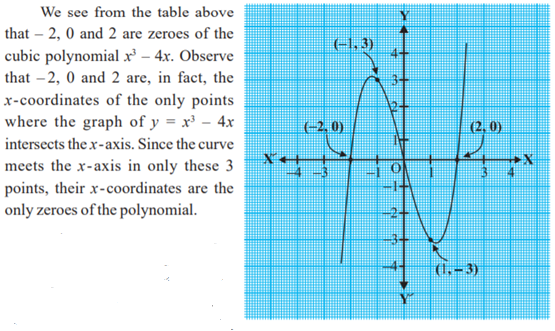 We see from the table above
that – 2, 0 and 2 are zeroes of the
cubic polynomial x³ – 4x. Observe
that –2, 0 and 2 are, in fact, the
x-coordinates of the only points
where the graph of y = x³ – 4x
intersects the x-axis. Since the curve
meets the x-axis in only these 3
points, their x-coordinates are the
only zeroes of the polynomial.
Y
(–1, 3)
4
3
2
(–2, 0)
1
(2, 0)
X'
O
X
–4 –3 –1 1 3 4
–1
–2
–3
–4
(1, – 3)
Y'